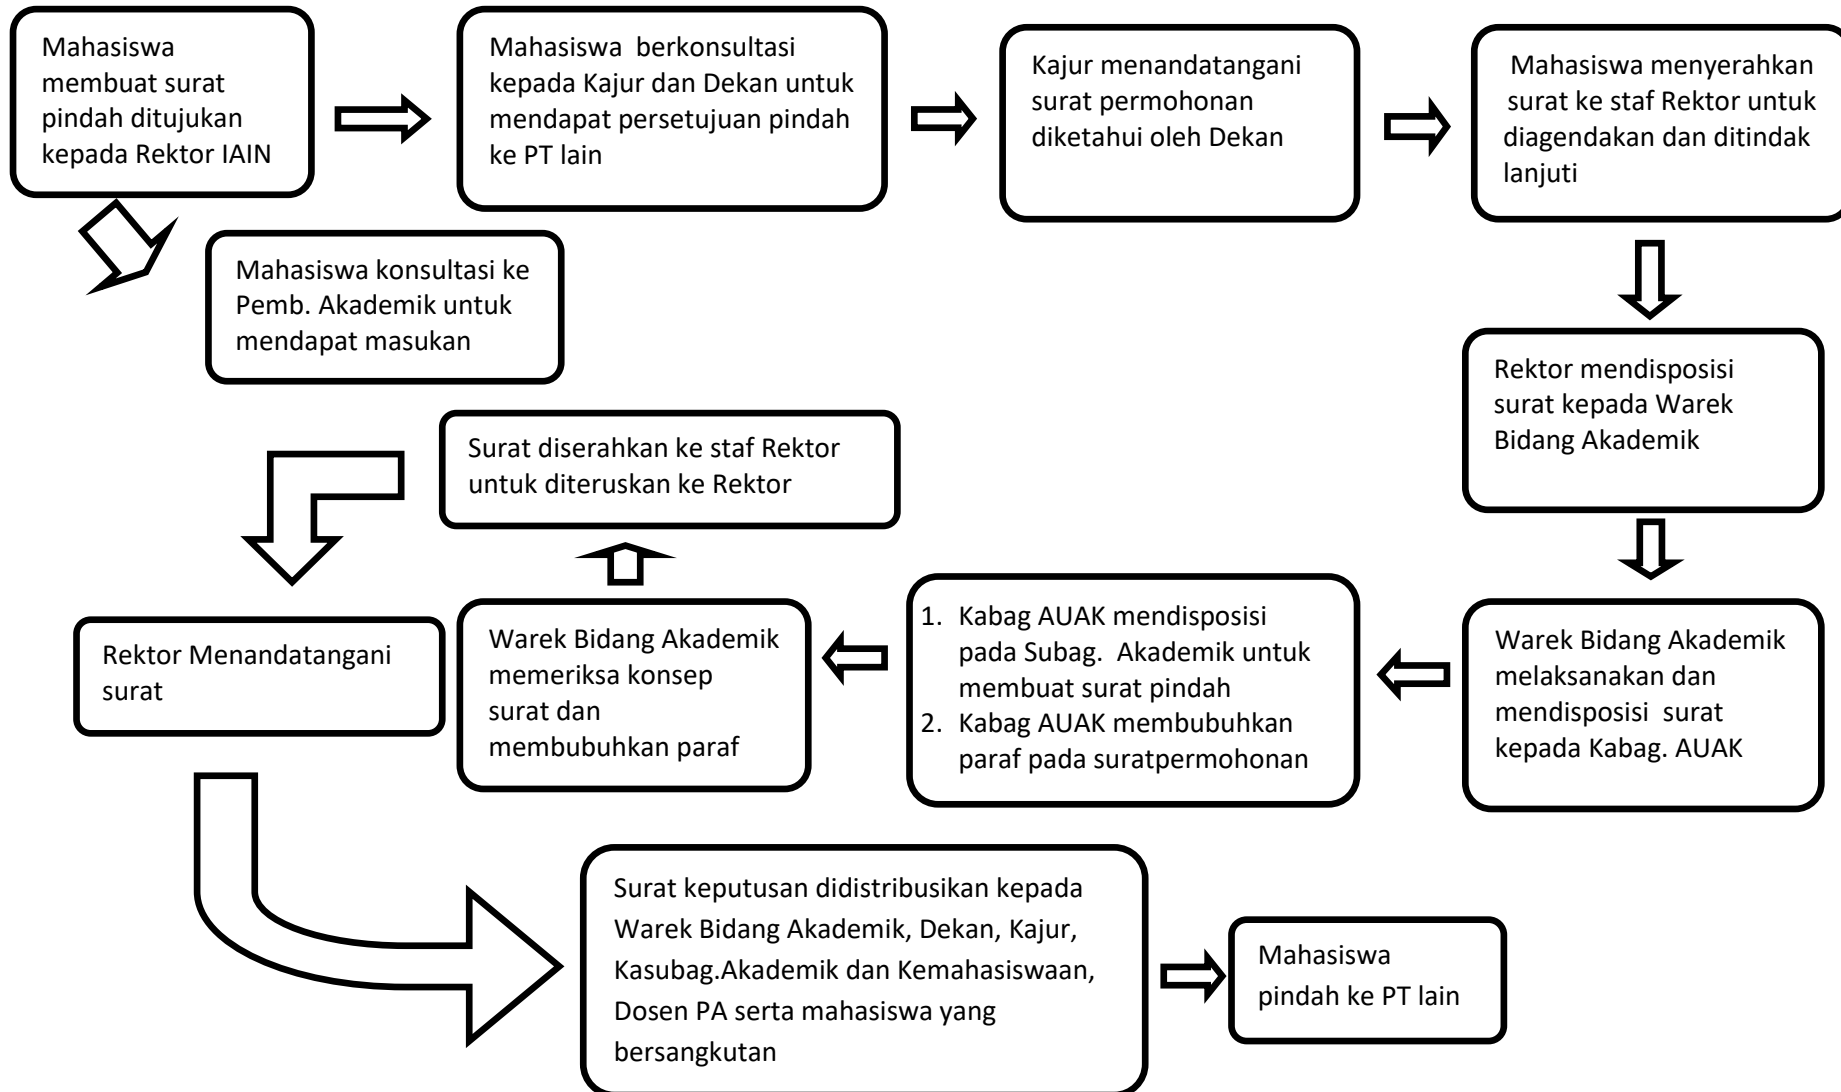 Mahasiswa
membuat surat
pindah ditujukan
kepada Rektor IAIN
Mahasiswa berkonsultasi
kepada Kajur dan Dekan untuk
mendapat persetujuan pindah
ke PT lain
Kajur menandatangani
surat permohonan
diketahui oleh Dekan
Mahasiswa menyerahkan
surat ke staf Rektor untuk
diagendakan dan ditindak
lanjuti
Mahasiswa konsultasi ke
Pemb. Akademik untuk
mendapat masukan
Rektor mendisposisi
surat kepada Warek
Bidang Akademik
Warek Bidang Akademik
melaksanakan dan
mendisposisi surat
kepada Kabag. AUAK
1. Kabag AUAK mendisposisi
pada Subag. Akademik untuk
membuat surat pindah
2. Kabag AUAK membubuhkan
paraf pada suratpermohonan
Warek Bidang Akademik
memeriksa konsep
surat dan
membubuhkan paraf
Surat diserahkan ke staf Rektor
untuk diteruskan ke Rektor
Rektor Menandatangani
surat
Surat keputusan didistribusikan kepada
Warek Bidang Akademik, Dekan, Kajur,
Kasubag.Akademik dan Kemahasiswaan,
Dosen PA serta mahasiswa yang
bersangkutan
Mahasiswa
pindah ke PT lain